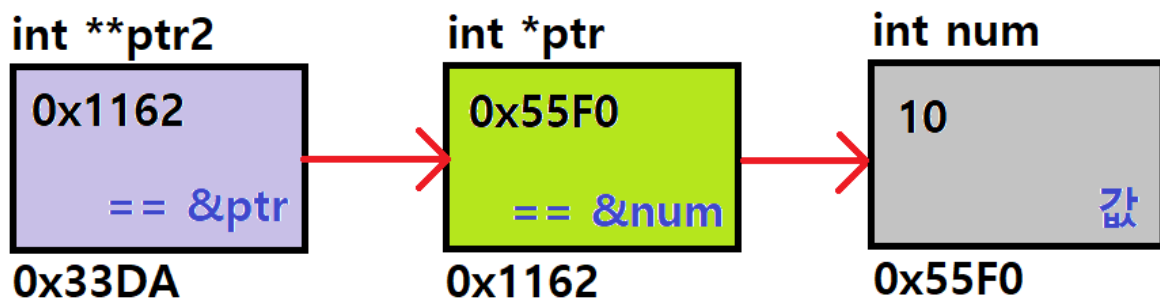 int **ptr2
0x1162
== &ptr
0x33DA
int *ptr
0x55F0
== &num
0x1162
int num
10
값
0x55F0